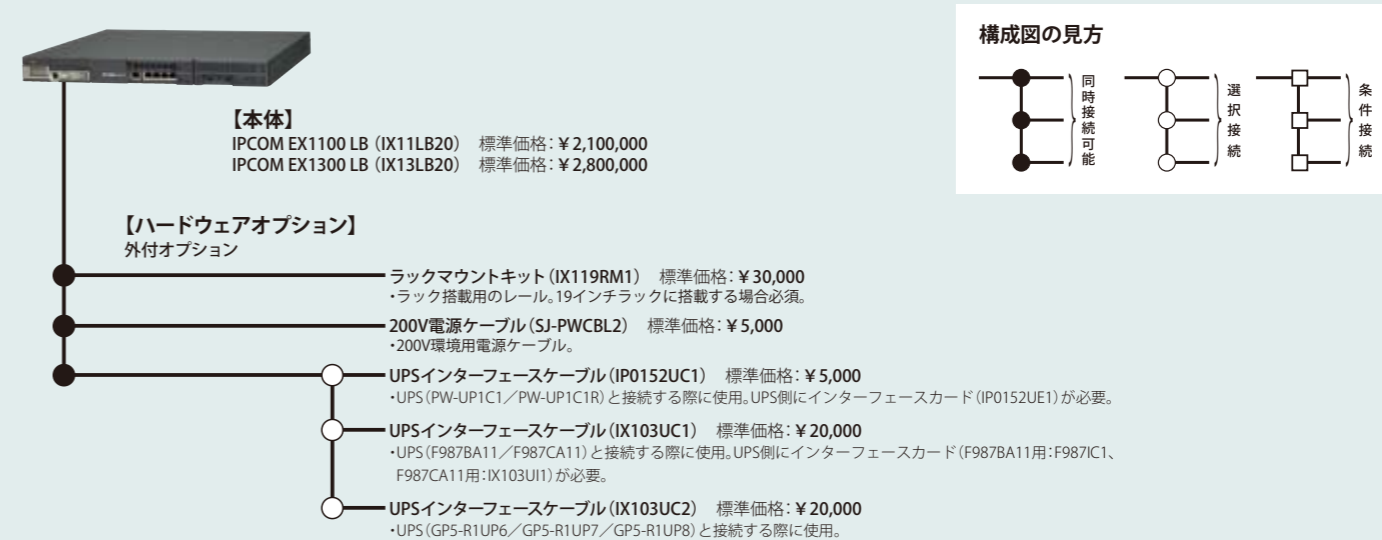 構成図の見方
同時接続可能
選択接続
条件接続
【本体】
IPCOM EX1100 LB（IX11LB20） 標準価格：¥2,100,000
IPCOM EX1300 LB（IX13LB20） 標準価格：¥2,800,000
【ハードウェアオプション】
外付オプション
ラックマウントキット（IX119RM1） 標準価格：¥30,000
・ラック搭載用のレール。19インチラックに搭載する場合必須。
200V電源ケーブル（SJ-PWCBL2） 標準価格：¥5,000
・200V環境用電源ケーブル。
UPSインターフェースケーブル（IP0152UC1） 標準価格：¥5,000
・UPS（PW-UP1C1／PW-UP1C1R）と接続する際に使用。UPS側にインターフェースカード（IP0152UE1）が必要。
UPSインターフェースケーブル（IX103UC1） 標準価格：¥20,000
・UPS（F987BA11／F987CA11）と接続する際に使用。UPS側にインターフェースカード（F987BA11用：F987IC1、
F987CA11用：IX103UI1）が必要。
UPSインターフェースケーブル（IX103UC2） 標準価格：¥20,000
・UPS（GP5-R1UP6／GP5-R1UP7／GP5-R1UP8）と接続する際に使用。